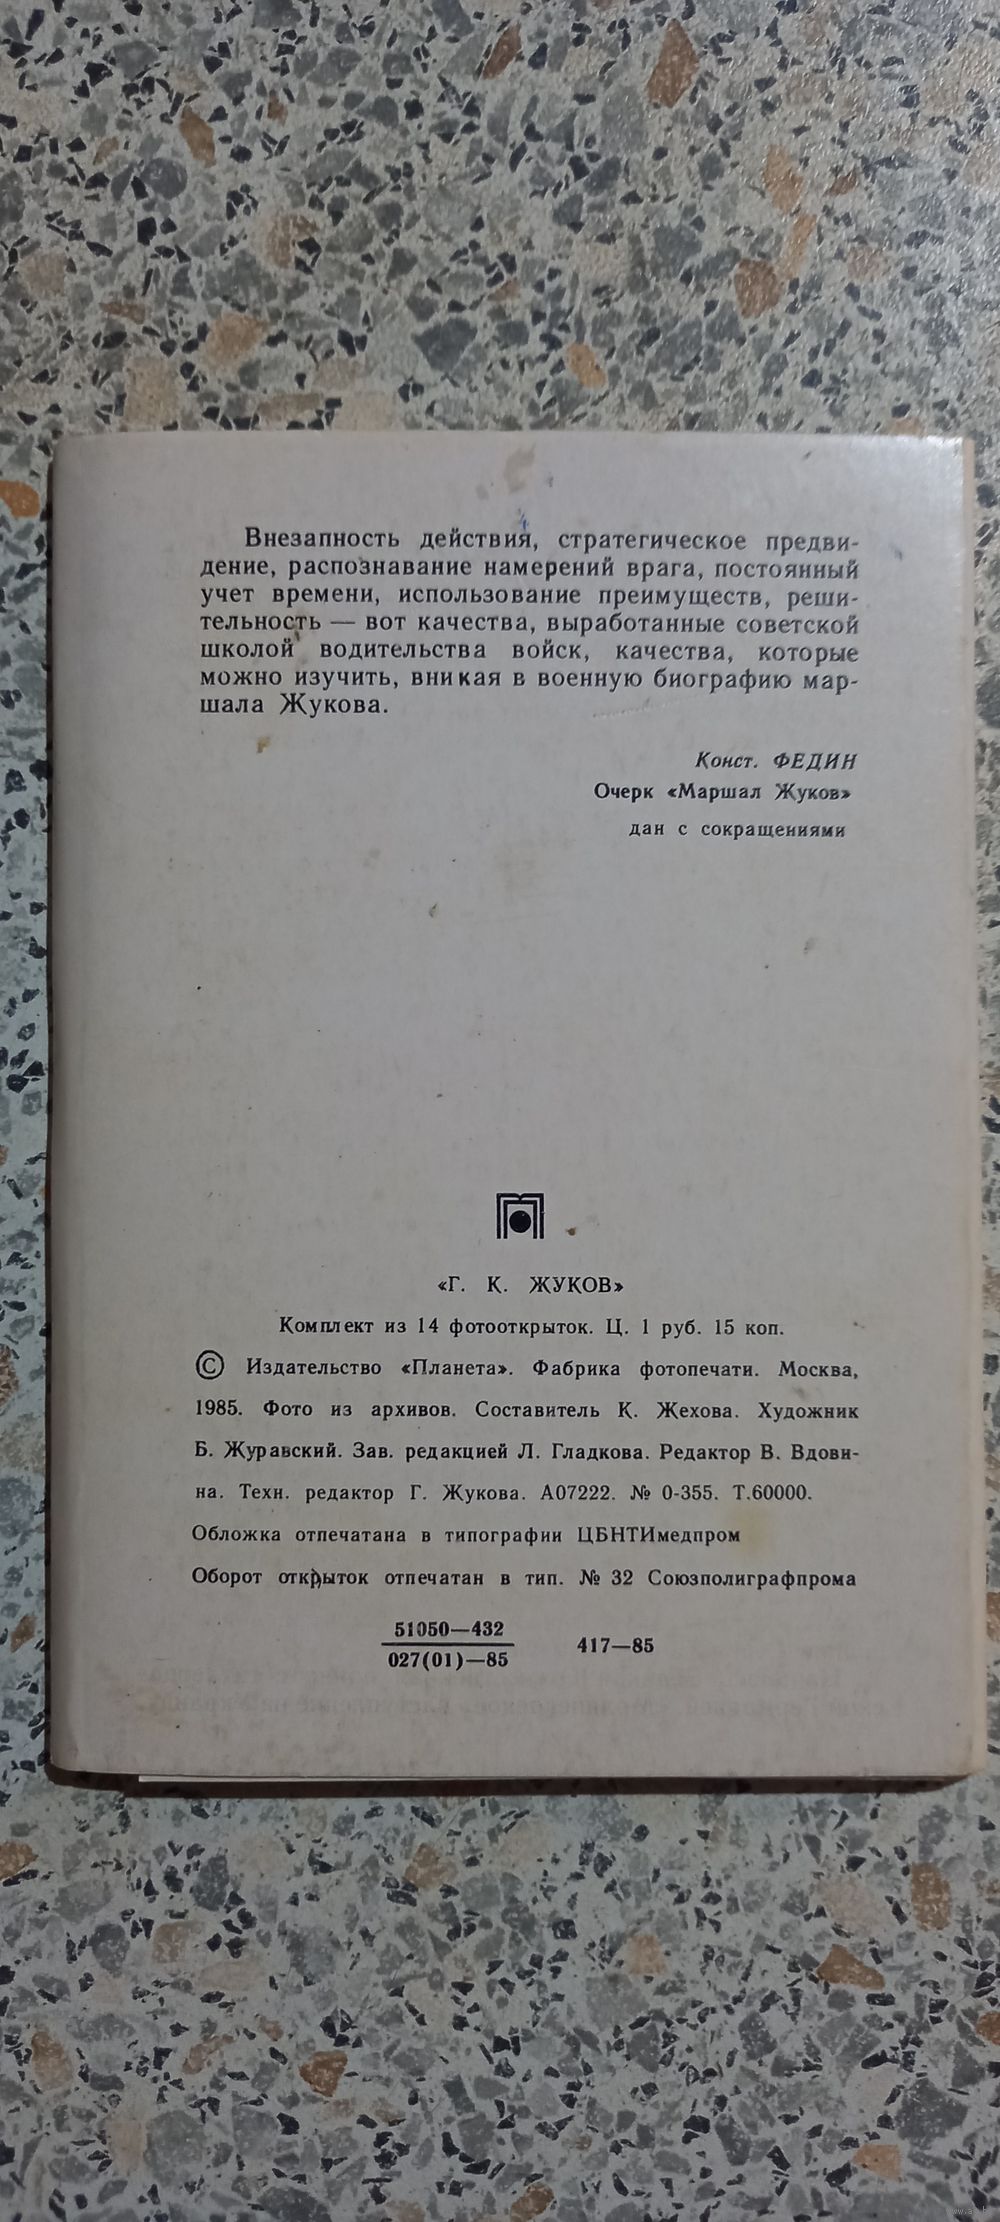 Внезапность действия, стратегическое предви-
дение, распознавание намерений врага, постоянный
учет времени, использование преимуществ, реши-
тельность — вот качества, выработанные советской
школой водительства войск, качества, которые
можно изучить, вникая в военную биографию мар-
шала Жукова.
Конст. ФЕДИН
Очерк «Маршал Жуков»
дан с сокращениями
«Г. К. ЖУКОВ»
Комплект из 14 фотооткрыток. Ц. 1 руб. 15 коп.
© Издательство «Планета». Фабрика фотопечати. Москва,
1985. Фото из архивов. Составитель К. Жехова. Художник
Б. Журавский. Зав. редакцией Л. Гладкова. Редактор В. Вдови-
на. Техн. редактор Г. Жукова. А07222. № 0-355. Т.60000.
Обложка отпечатана в типографии ЦБНТИмедпром
Оборот открыток отпечатан в тип. № 32 Союзполиграфпрома
51050—432
027(01)—85
417—85